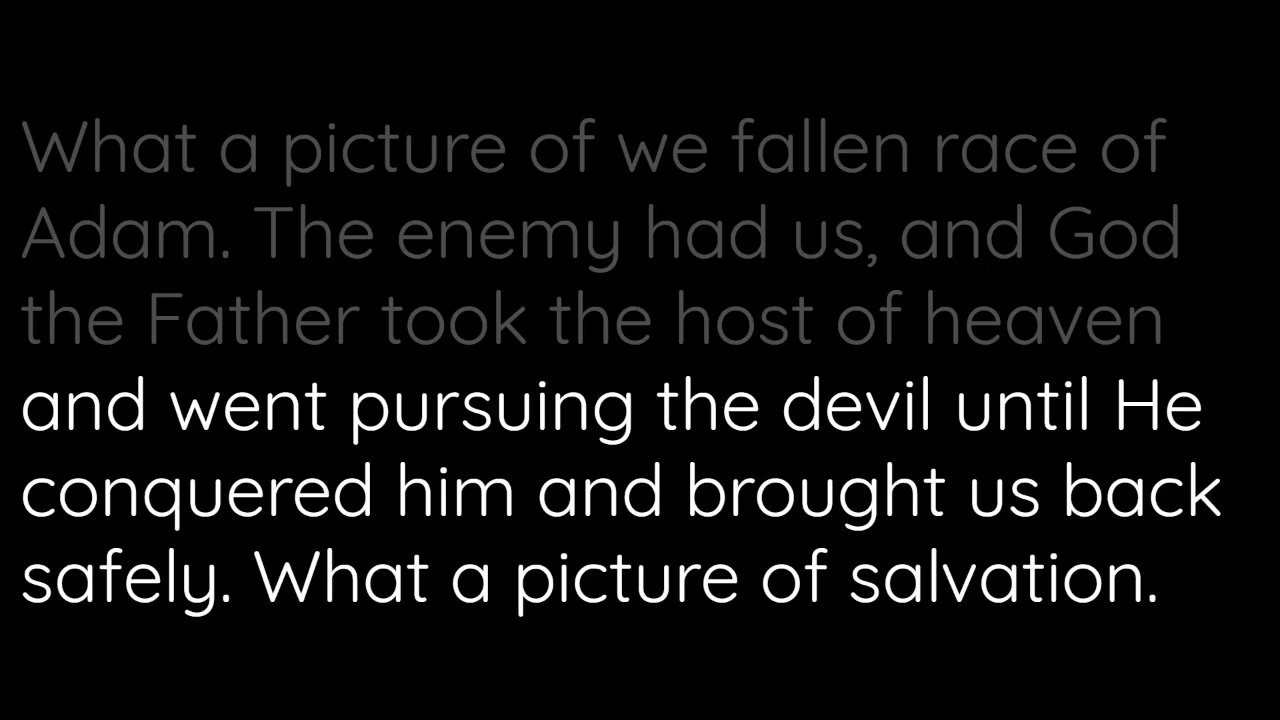 What a picture of we fallen race of
Adam. The enemy had us, and God
the Father took the host of heaven
and went pursuing the devil until He
conquered him and brought us back
safely. What a picture of salvation.